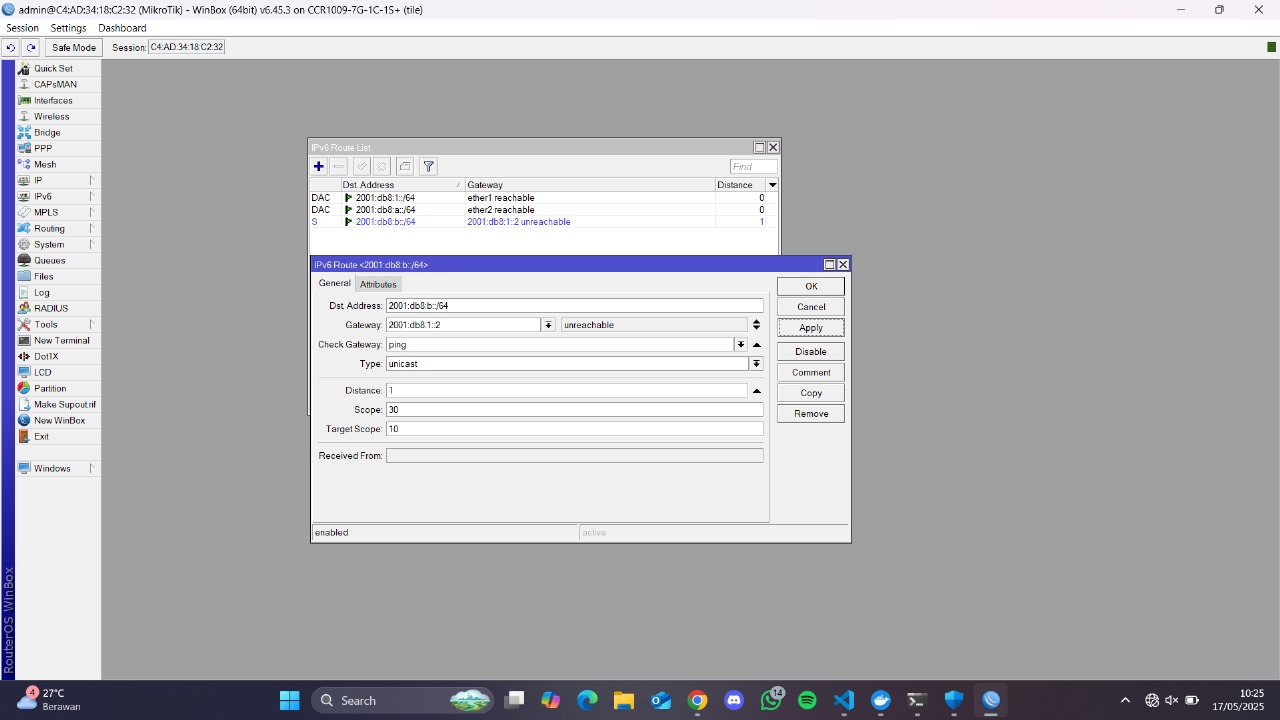 admin@C4:AD:34:18:C2:32 (MikroTik) - WinBox (64bit) v6.45.3 on CCR1009-7G-1C-1S+ (tile)
Session Settings Dashboard
Safe Mode Session: C4:AD:34:18:C2:32
Quick Set
CAPsMAN
Interfaces
Wireless
Bridge
PPP
Mesh
IP
IPv6
MPLS
Routing
System
Queues
Files
Log
RADIUS
Tools
New Terminal
Dot1X
LCD
Partition
Make Supout.rif
New WinBox
Exit
Windows
RouterOS WinBox
IPv6 Route List
Find
Dst. Address Gateway Distance
DAC 2001:db8:1::/64 ether1 reachable 0
DAC 2001:db8:a::/64 ether2 reachable 0
S 2001:db8:b::/64 2001:db8:1::2 unreachable 1
IPv6 Route <2001:db8:b::/64>
General Attributes
Dst. Address: 2001:db8:b::/64
Gateway: 2001:db8:1::2 unreachable
Check Gateway: ping
Type: unicast
Distance: 1
Scope: 30
Target Scope: 10
Received From:
OK
Cancel
Apply
Disable
Comment
Copy
Remove
enabled active
4
27°C
Berawan
Search
14
10:25
17/05/2025